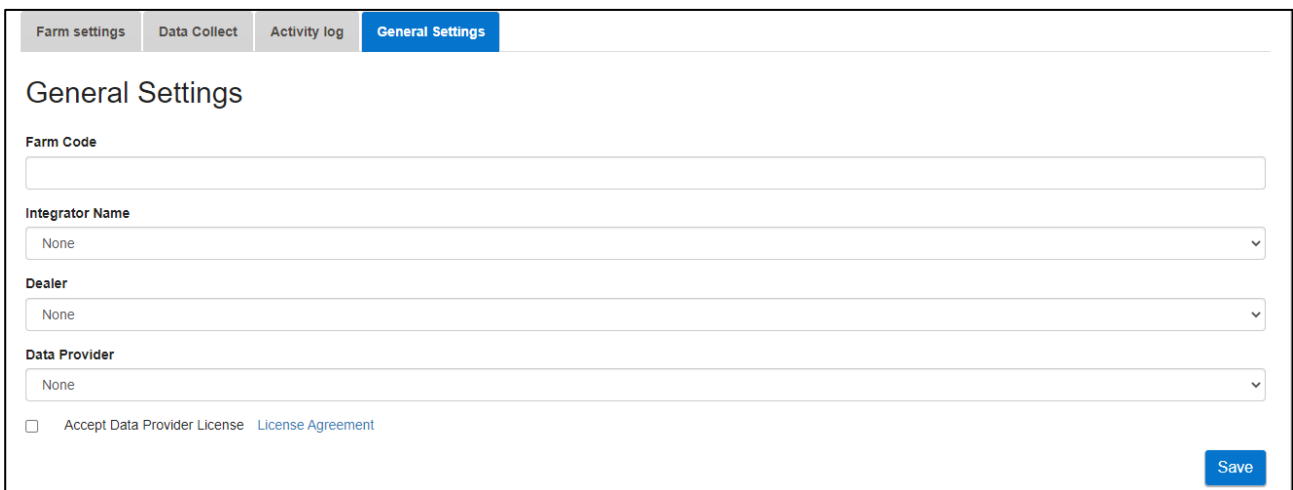 Farm settings Data Collect Activity log General Settings
General Settings
Farm Code
Integrator Name
None
Dealer
None
Data Provider
None
Accept Data Provider License License Agreement
Save